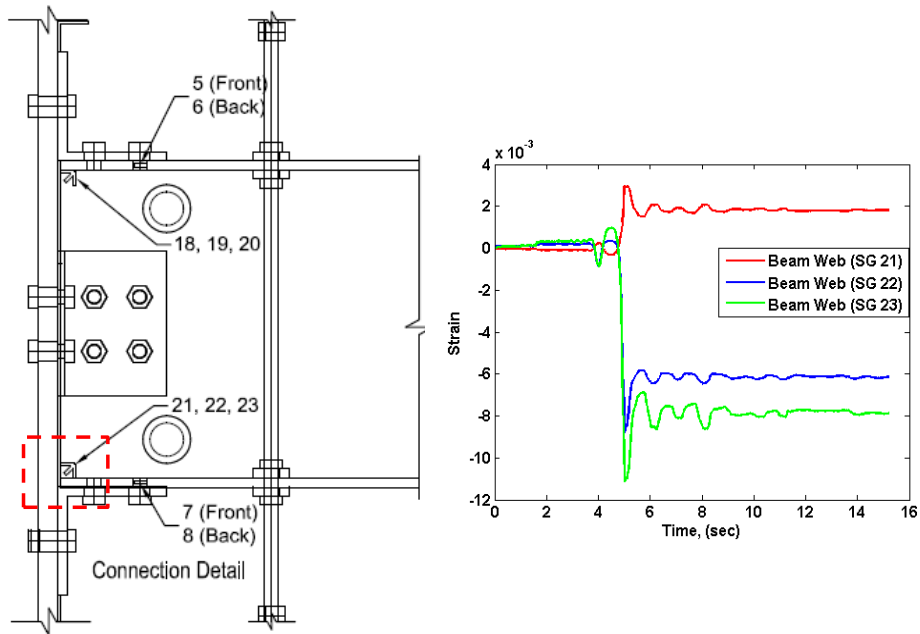 5 (Front)
6 (Back)
18, 19, 20
21, 22, 23
7 (Front)
8 (Back)
Connection Detail
x 10⁻³
4
2
0
-2
-4
-6
-8
-10
-12
Strain
Beam Web (SG 21)
Beam Web (SG 22)
Beam Web (SG 23)
0 2 4 6 8 10 12 14 16
Time, (sec)